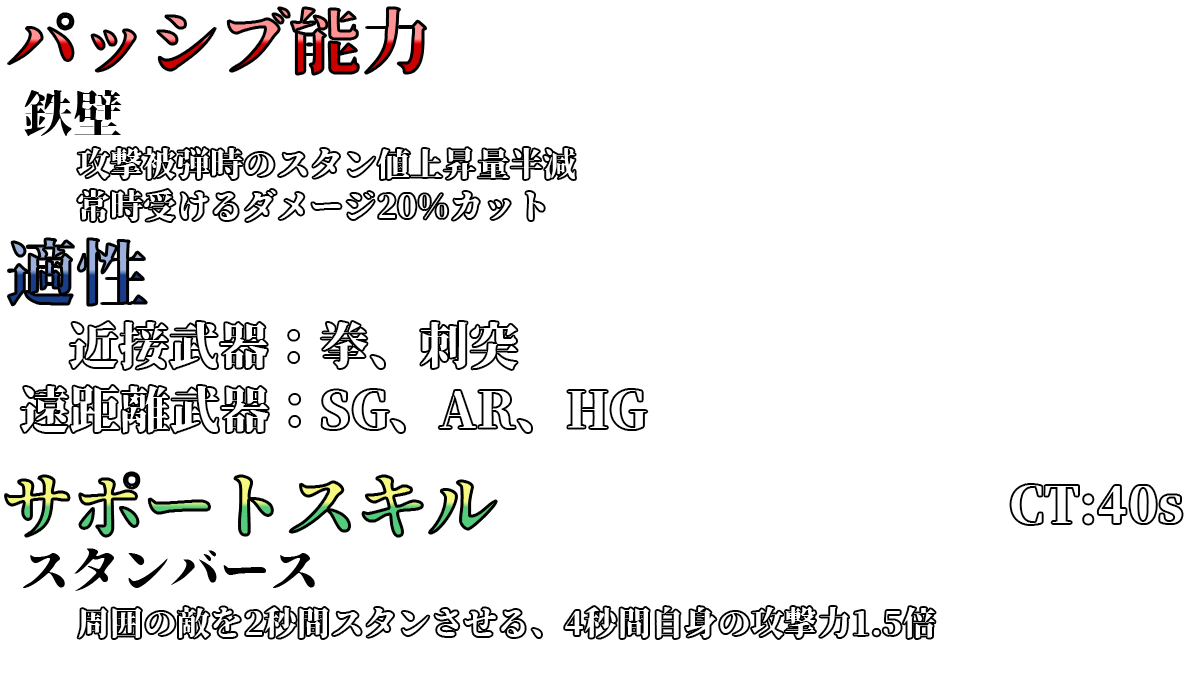 パッシブ能力
鉄壁
攻撃被弾時のスタン値上昇量半減
常時受けるダメージ20%カット
適性
近接武器：拳、刺突
遠距離武器：SG、AR、HG
サポートスキル CT:40s
スタンバース
周囲の敵を2秒間スタンさせる、4秒間自身の攻撃力1.5倍